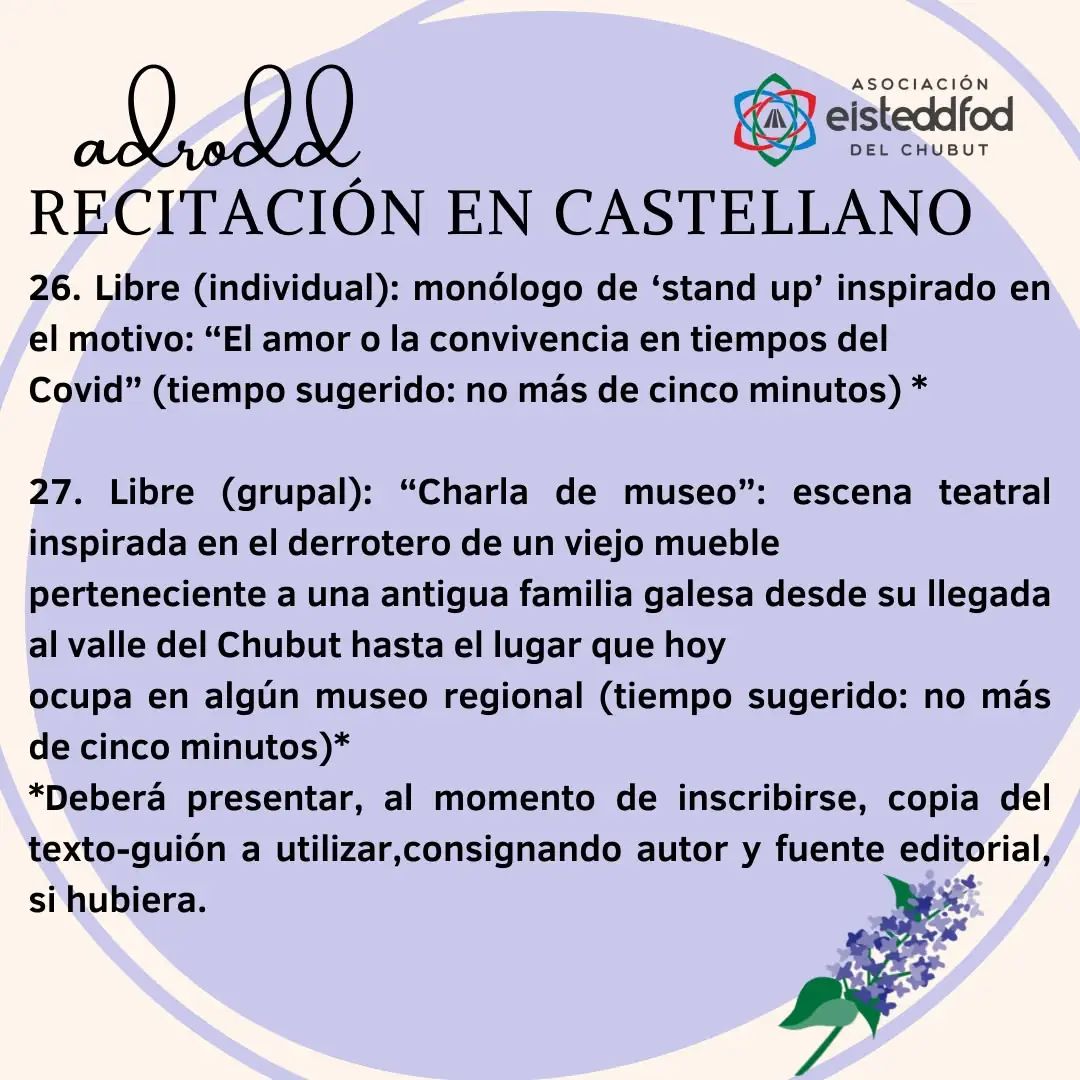 adrodd
ASOCIACIÓN
eisteddfod
DEL CHUBUT
RECITACIÓN EN CASTELLANO
26. Libre (individual): monólogo de ‘stand up’ inspirado en
el motivo: “El amor o la convivencia en tiempos del
Covid” (tiempo sugerido: no más de cinco minutos) *
27. Libre (grupal): “Charla de museo”: escena teatral
inspirada en el derrotero de un viejo mueble
perteneciente a una antigua familia galesa desde su llegada
al valle del Chubut hasta el lugar que hoy
ocupa en algún museo regional (tiempo sugerido: no más
de cinco minutos)*
*Deberá presentar, al momento de inscribirse, copia del
texto-guión a utilizar,consignando autor y fuente editorial,
si hubiera.